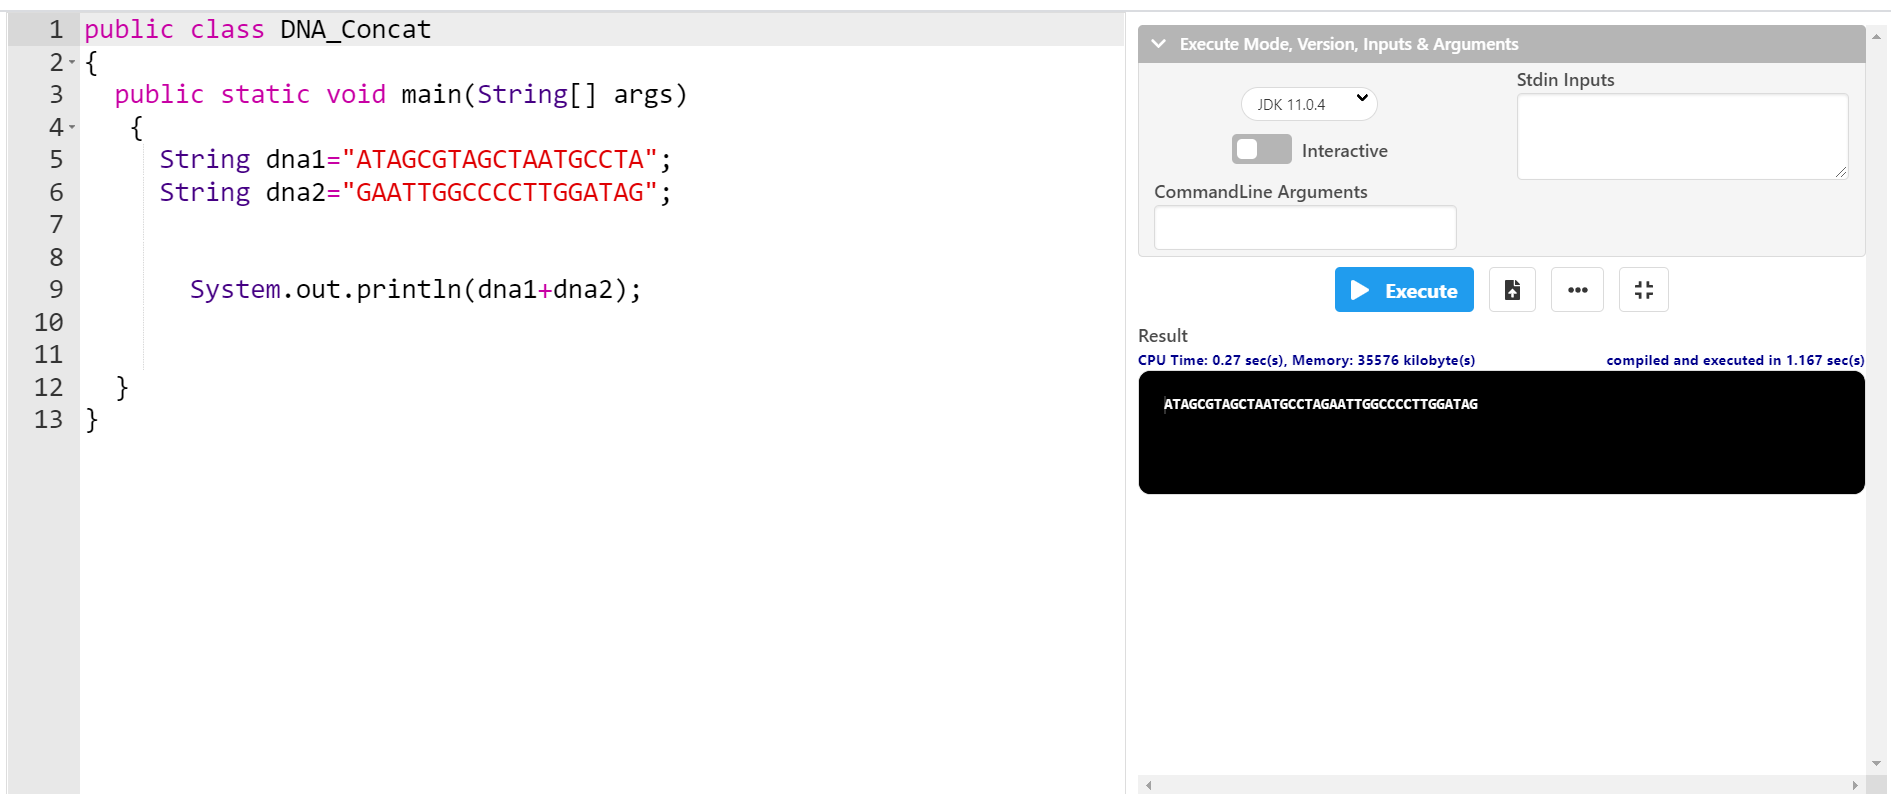 1 public class DNA_Concat
2 {
3 public static void main(String[] args)
4 {
5 String dna1="ATAGCGTAGCTAATGCCTA";
6 String dna2="GAATTGGCCCCTTGGATAG";
7
8
9 System.out.println(dna1+dna2);
10
11
12 }
13 }
Execute Mode, Version, Inputs & Arguments
JDK 11.0.4
Interactive
Stdin Inputs
CommandLine Arguments
Execute
Result
CPU Time: 0.27 sec(s), Memory: 35576 kilobyte(s)
compiled and executed in 1.167 sec(s)
ATAGCGTAGCTAATGCCTAGAATTGGCCCCTTGGATAG